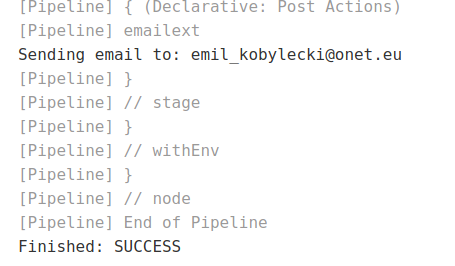 [Pipeline] { (Declarative: Post Actions)
[Pipeline] emailext
Sending email to: emil_kobylecki@onet.eu
[Pipeline] }
[Pipeline] // stage
[Pipeline] }
[Pipeline] // withEnv
[Pipeline] }
[Pipeline] // node
[Pipeline] End of Pipeline
Finished: SUCCESS